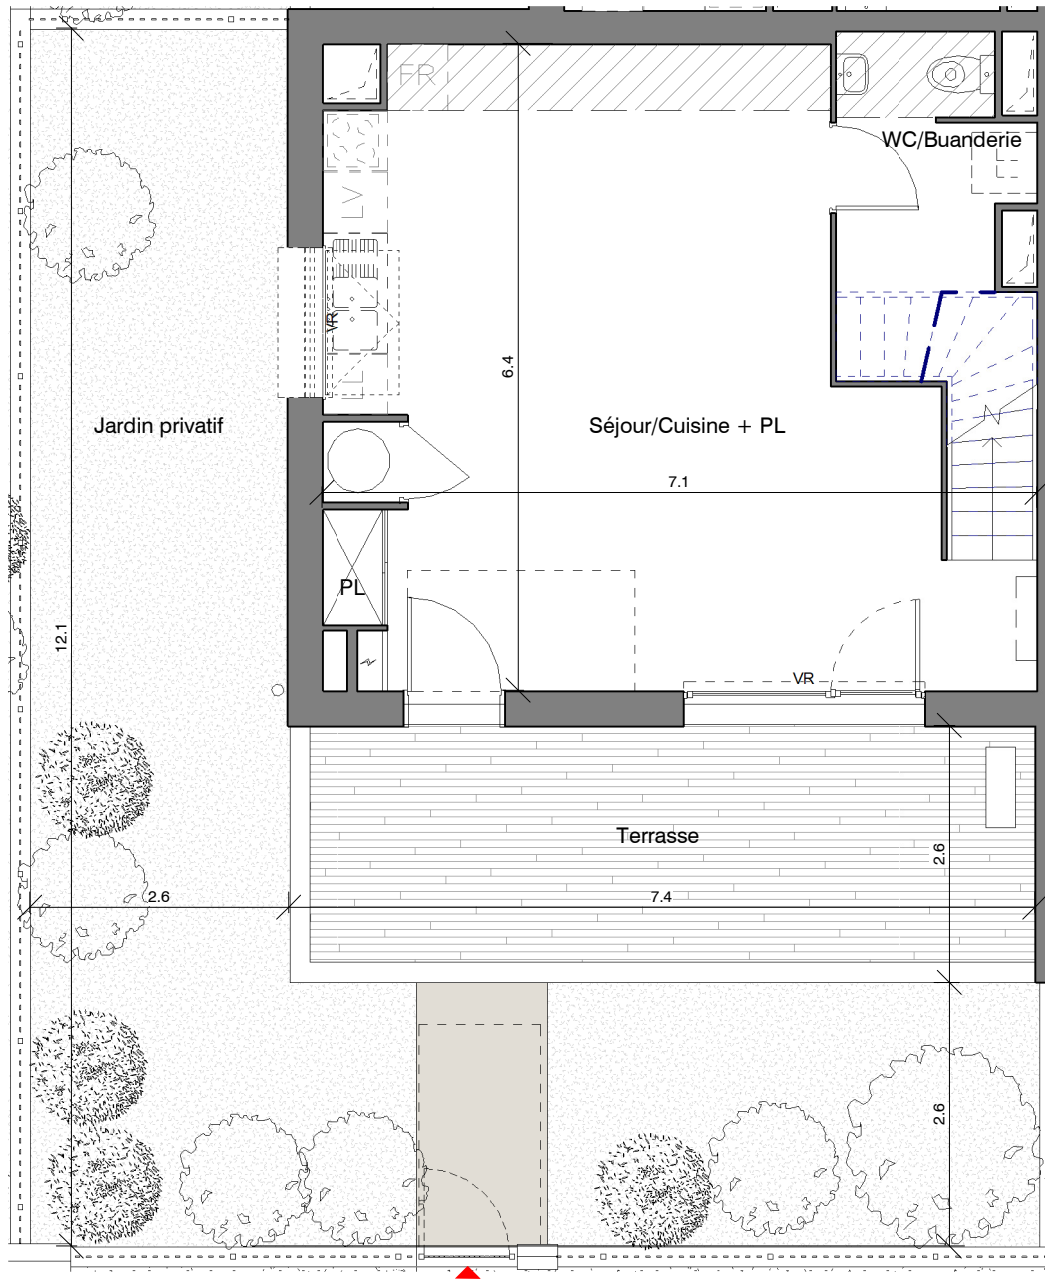 FR
WC/Buanderie
LL
LV
VR
6.4
Jardin privatif
Séjour/Cuisine + PL
7.1
PL
12.1
VR
Terrasse
2.6
2.6
7.4
2.6